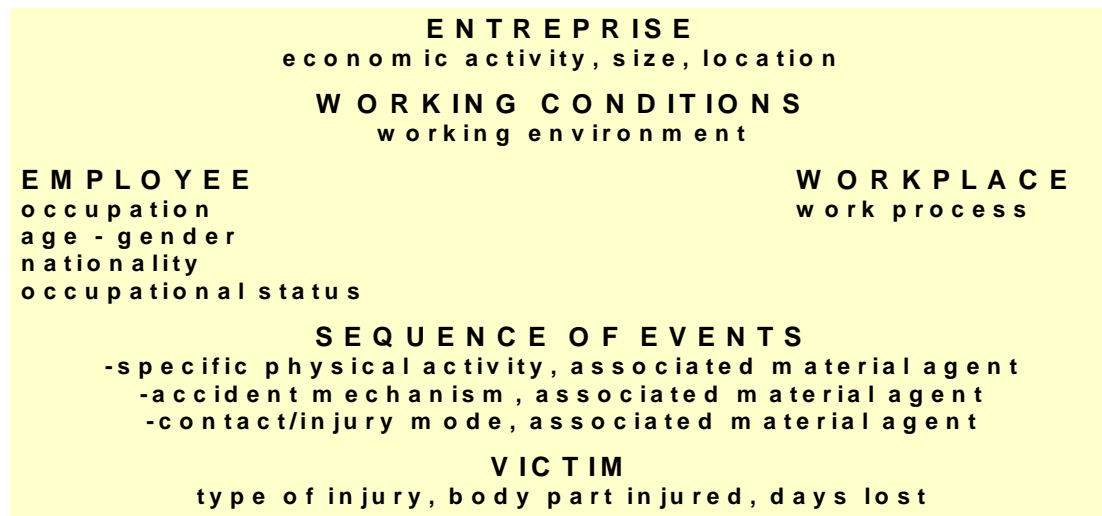 ENTREPRISE
economic activity, size, location
WORKING CONDITIONS
working environment
EMPLOYEE
occupation
age - gender
nationality
occupational status
WORKPLACE
work process
SEQUENCE OF EVENTS
-specific physical activity, associated material agent
-accident mechanism, associated material agent
-contact/injury mode, associated material agent
VICTIM
type of injury, body part injured, days lost